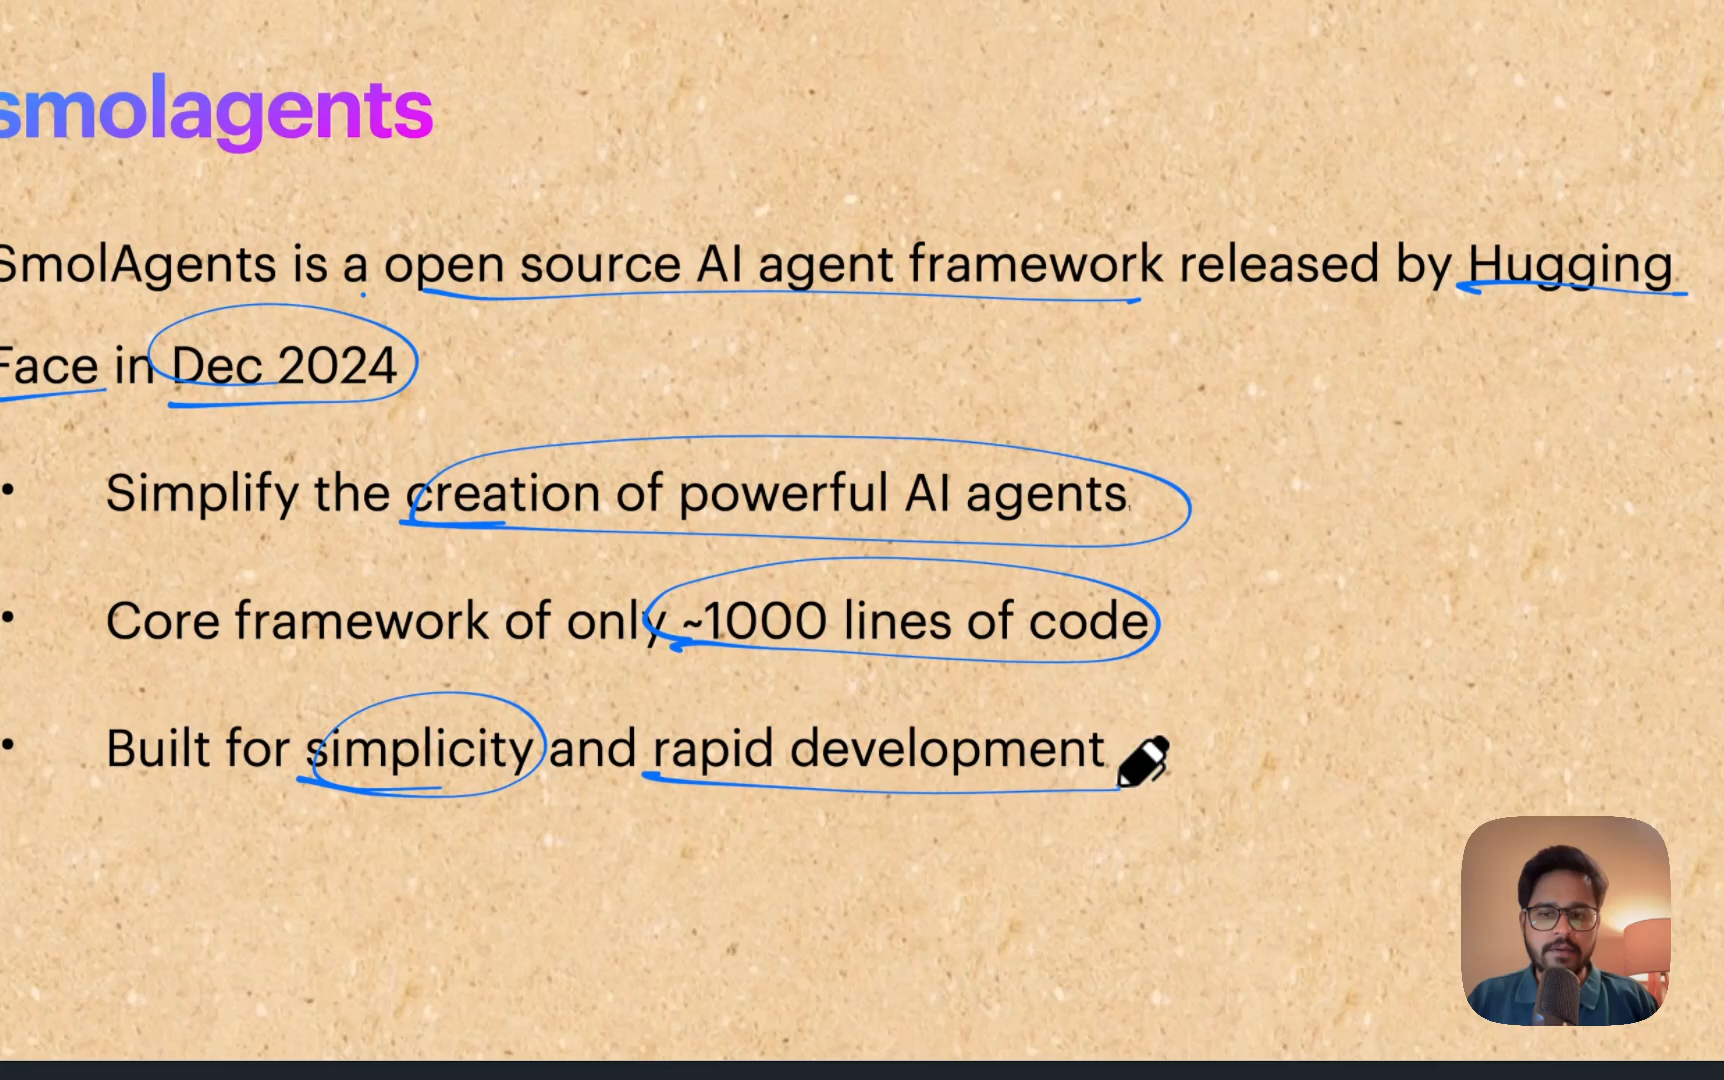 smolagents
SmolAgents is a open source AI agent framework released by Hugging
Face in Dec 2024
• Simplify the creation of powerful AI agents
• Core framework of only ~1000 lines of code
• Built for simplicity and rapid development